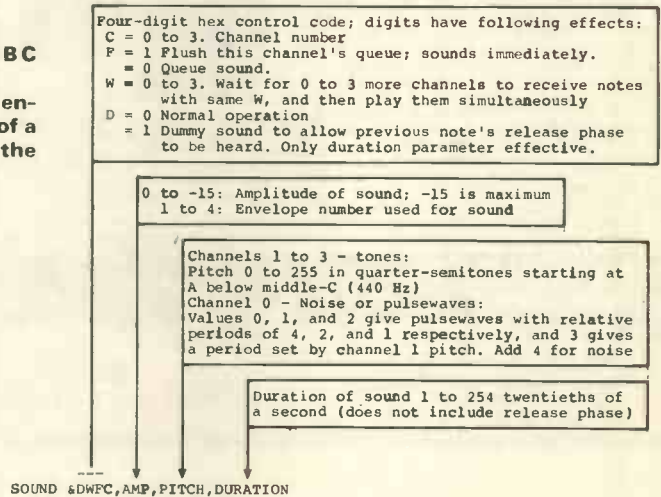 BC
en-
of a
the
Four-digit hex control code; digits have following effects:
C = 0 to 3. Channel number
F = 1 Flush this channel's queue; sounds immediately.
= 0 Queue sound.
W = 0 to 3. Wait for 0 to 3 more channels to receive notes
with same W, and then play them simultaneously
D = 0 Normal operation
= 1 Dummy sound to allow previous note's release phase
to be heard. Only duration parameter effective.
0 to -15: Amplitude of sound; -15 is maximum
1 to 4: Envelope number used for sound
Channels 1 to 3 - tones:
Pitch 0 to 255 in quarter-semitones starting at
A below middle-C (440 Hz)
Channel 0 - Noise or pulsewaves:
Values 0, 1, and 2 give pulsewaves with relative
periods of 4, 2, and 1 respectively, and 3 gives
a period set by channel 1 pitch. Add 4 for noise
Duration of sound 1 to 254 twentieths of
a second (does not include release phase)
SOUND &DWFC,AMP,PITCH,DURATION